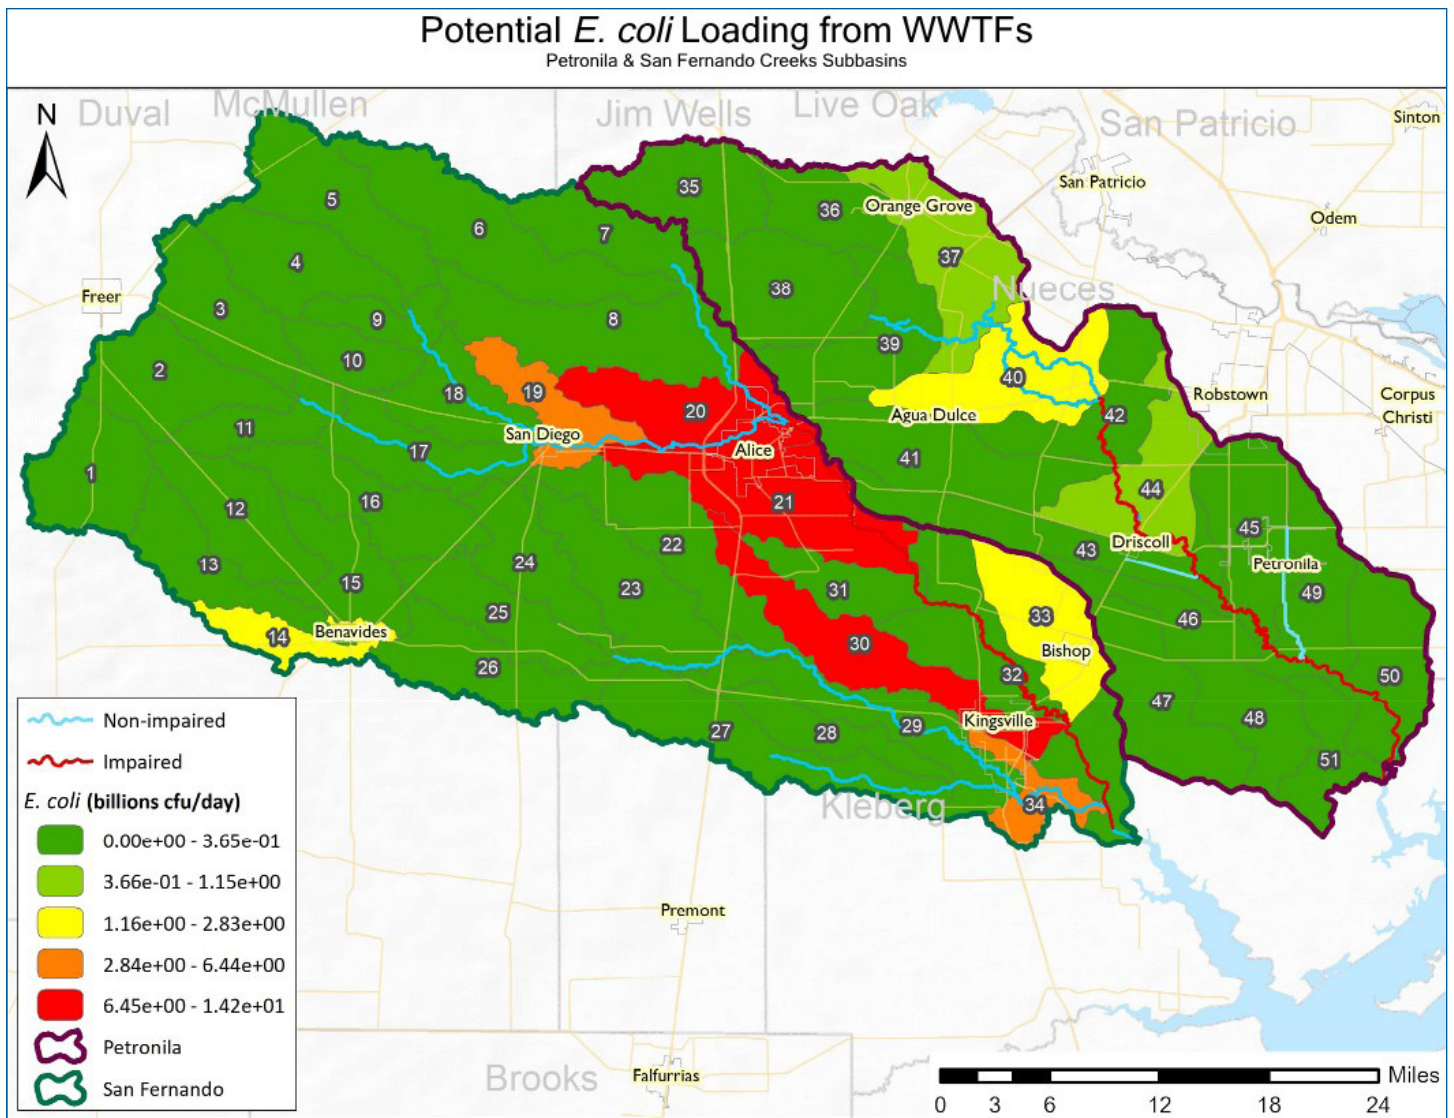 Potential E. coli Loading from WWTFs
Petronila & San Fernando Creeks Subbasins
N
Duval
McMullen
Jim Wells
Live Oak
San Patricio
Sinton
San Patricio
Odem
Orange Grove
Nueces
Freer
Robstown
Corpus
Christi
Agua Dulce
San Diego
Alice
Driscoll
Petronila
Benavides
Bishop
Kingsville
Kleberg
Premont
Brooks
Falfurrias
1
2
3
4
5
6
7
8
9
10
11
12
13
14
15
16
17
18
19
20
21
22
23
24
25
26
27
28
29
30
31
32
33
34
35
36
37
38
39
40
41
42
43
44
45
46
47
48
49
50
51
Non-impaired
Impaired
E. coli (billions cfu/day)
0.00e+00 - 3.65e-01
3.66e-01 - 1.15e+00
1.16e+00 - 2.83e+00
2.84e+00 - 6.44e+00
6.45e+00 - 1.42e+01
Petronila
San Fernando
Miles
0 3 6 12 18 24